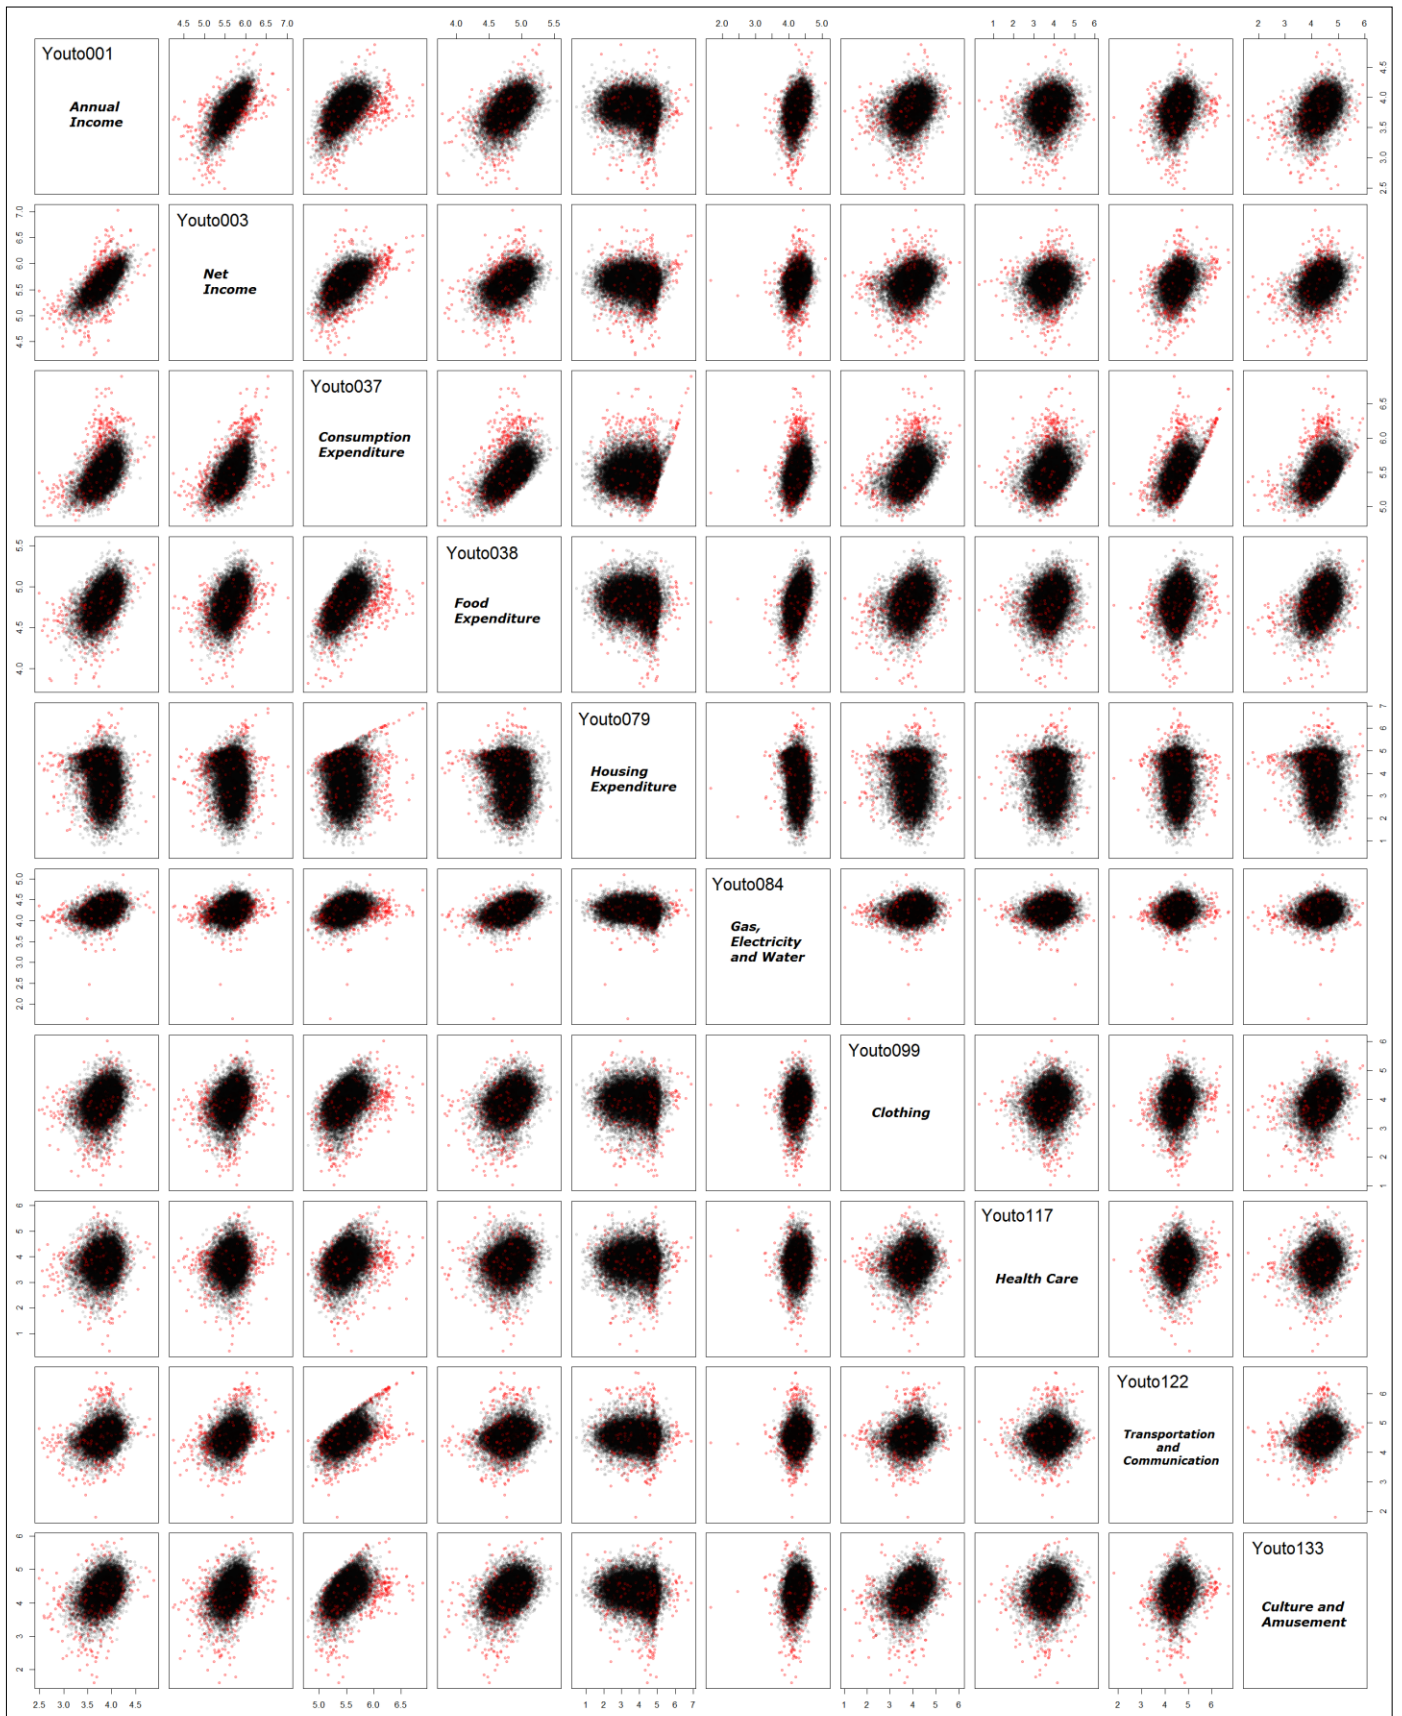 4.5 5.0 5.5 6.0 6.5 7.0
4.0 4.5 5.0 5.5
2.0 3.0 4.0 5.0
1 2 3 4 5 6
2 3 4 5 6
Youto001
Annual
Income
2.5 3.0 3.5 4.0 4.5
4.5 5.0 5.5 6.0 6.5 7.0
Youto003
Net
Income
Youto037
Consumption
Expenditure
5.0 5.5 6.0 6.5
4.0 4.5 5.0 5.5
Youto038
Food
Expenditure
Youto079
Housing
Expenditure
1 2 3 4 5 6 7
2.0 2.5 3.0 3.5 4.0 4.5 5.0
Youto084
Gas,
Electricity
and Water
Youto099
Clothing
1 2 3 4 5 6
1 2 3 4 5 6
Youto117
Health Care
Youto122
Transportation
and
Communication
2 3 4 5 6
2 3 4 5 6
Youto133
Culture and
Amusement
2.5 3.0 3.5 4.0 4.5
5.0 5.5 6.0 6.5
1 2 3 4 5 6 7
1 2 3 4 5 6
2 3 4 5 6